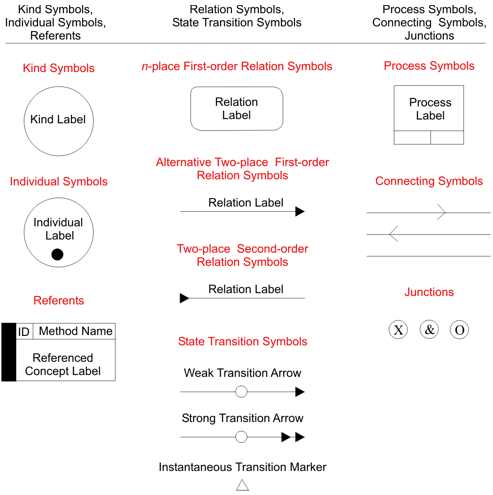 Kind Symbols,
Individual Symbols,
Referents
Kind Symbols
Kind Label
Individual Symbols
Individual
Label
Referents
ID Method Name
Referenced
Concept Label
Relation Symbols,
State Transition Symbols
n-place First-order Relation Symbols
Relation
Label
Alternative Two-place First-order
Relation Symbols
Relation Label
Two-place Second-order
Relation Symbols
Relation Label
State Transition Symbols
Weak Transition Arrow
Strong Transition Arrow
Instantaneous Transition Marker
Process Symbols,
Connecting Symbols,
Junctions
Process Symbols
Process
Label
Connecting Symbols
Junctions
X & O